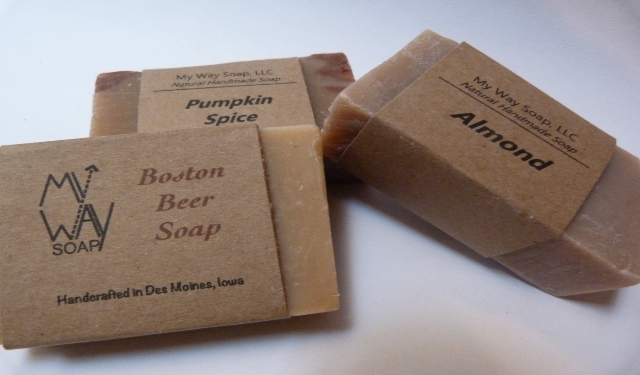 My Way Soap, LLC
Natural Handmade Soap
Pumpkin
Spice
My Way Soap, LLC
Natural Handmade Soap
Almond
MY
WAY
SOAP
Boston
Beer
Soap
Handcrafted in Des Moines, Iowa